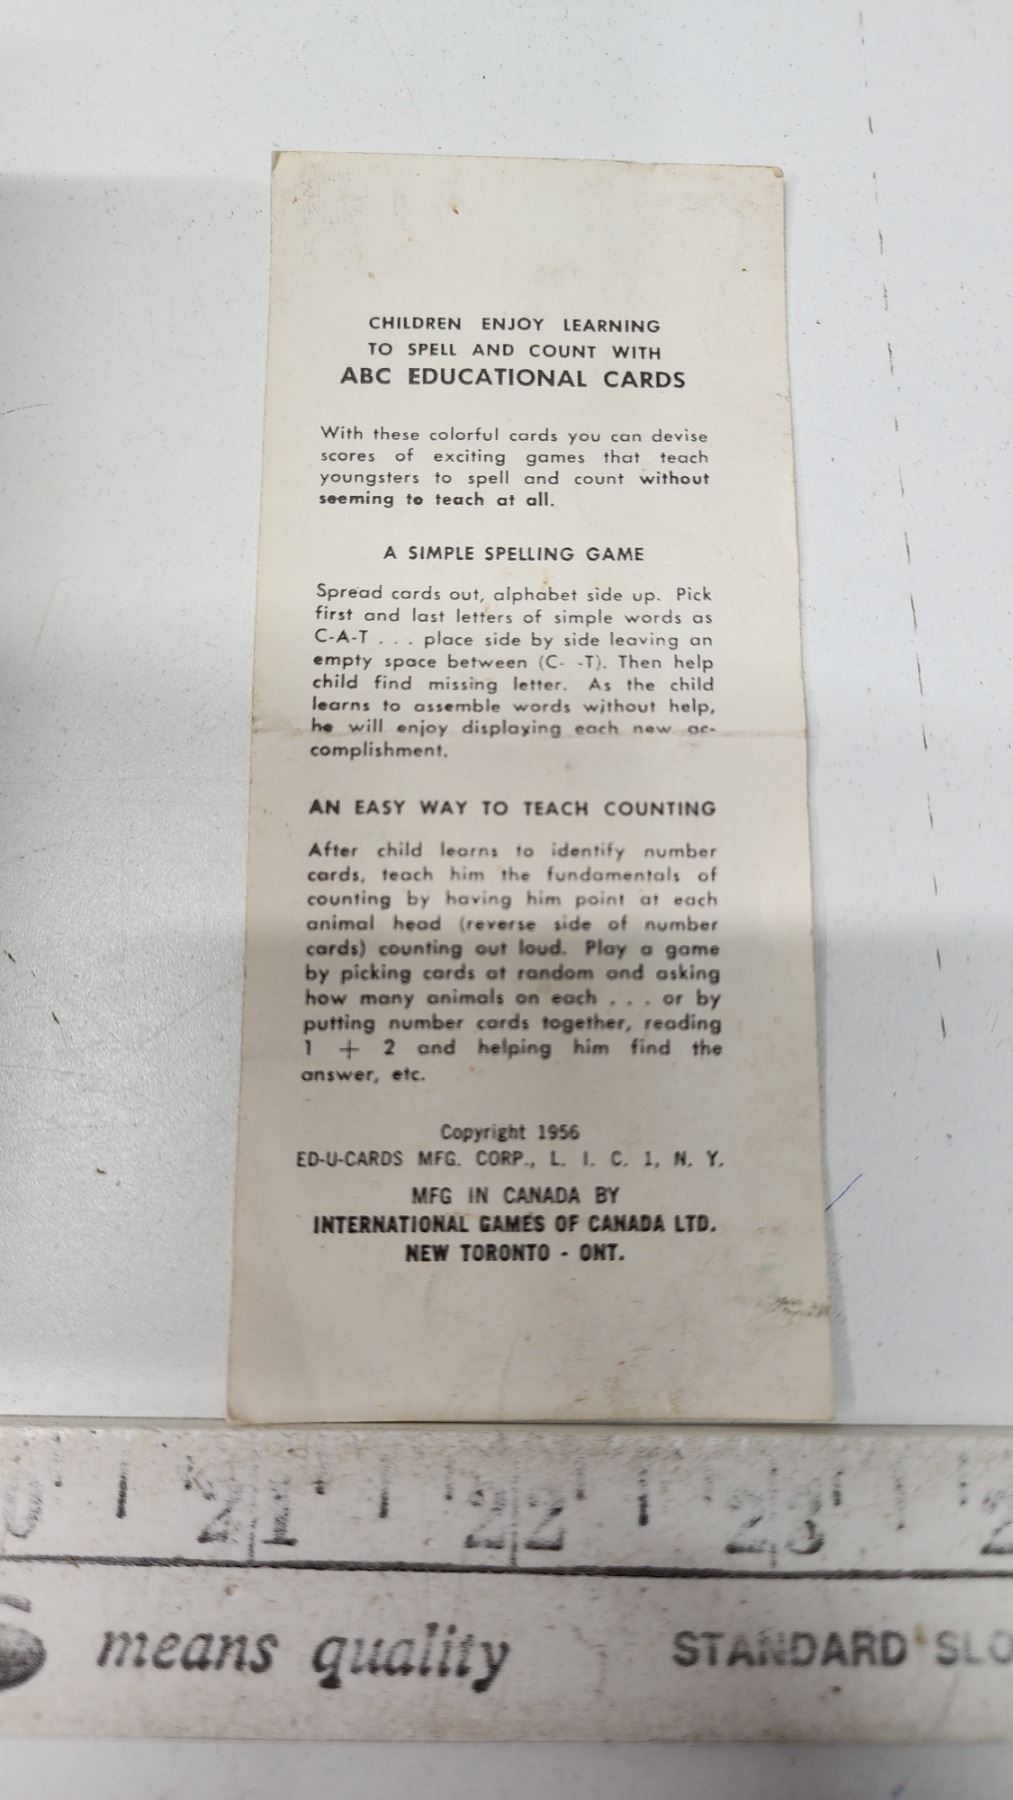 CHILDREN ENJOY LEARNING
TO SPELL AND COUNT WITH
ABC EDUCATIONAL CARDS
With these colorful cards you can devise
scores of exciting games that teach
youngsters to spell and count without
seeming to teach at all.
A SIMPLE SPELLING GAME
Spread cards out, alphabet side up. Pick
first and last letters of simple words as
C-A-T . . . place side by side leaving an
empty space between (C- -T). Then help
child find missing letter. As the child
learns to assemble words without help,
he will enjoy displaying each new ac-
complishment.
AN EASY WAY TO TEACH COUNTING
After child learns to identify number
cards, teach him the fundamentals of
counting by having him point at each
animal head (reverse side of number
cards) counting out loud. Play a game
by picking cards at random and asking
how many animals on each . . . or by
putting number cards together, reading
1 + 2 and helping him find the
answer, etc.
Copyright 1956
ED-U-CARDS MFG. CORP., L. I. C. 1, N. Y.
MFG IN CANADA BY
INTERNATIONAL GAMES OF CANADA LTD.
NEW TORONTO - ONT.
21 22 23
means quality STANDARD SLO